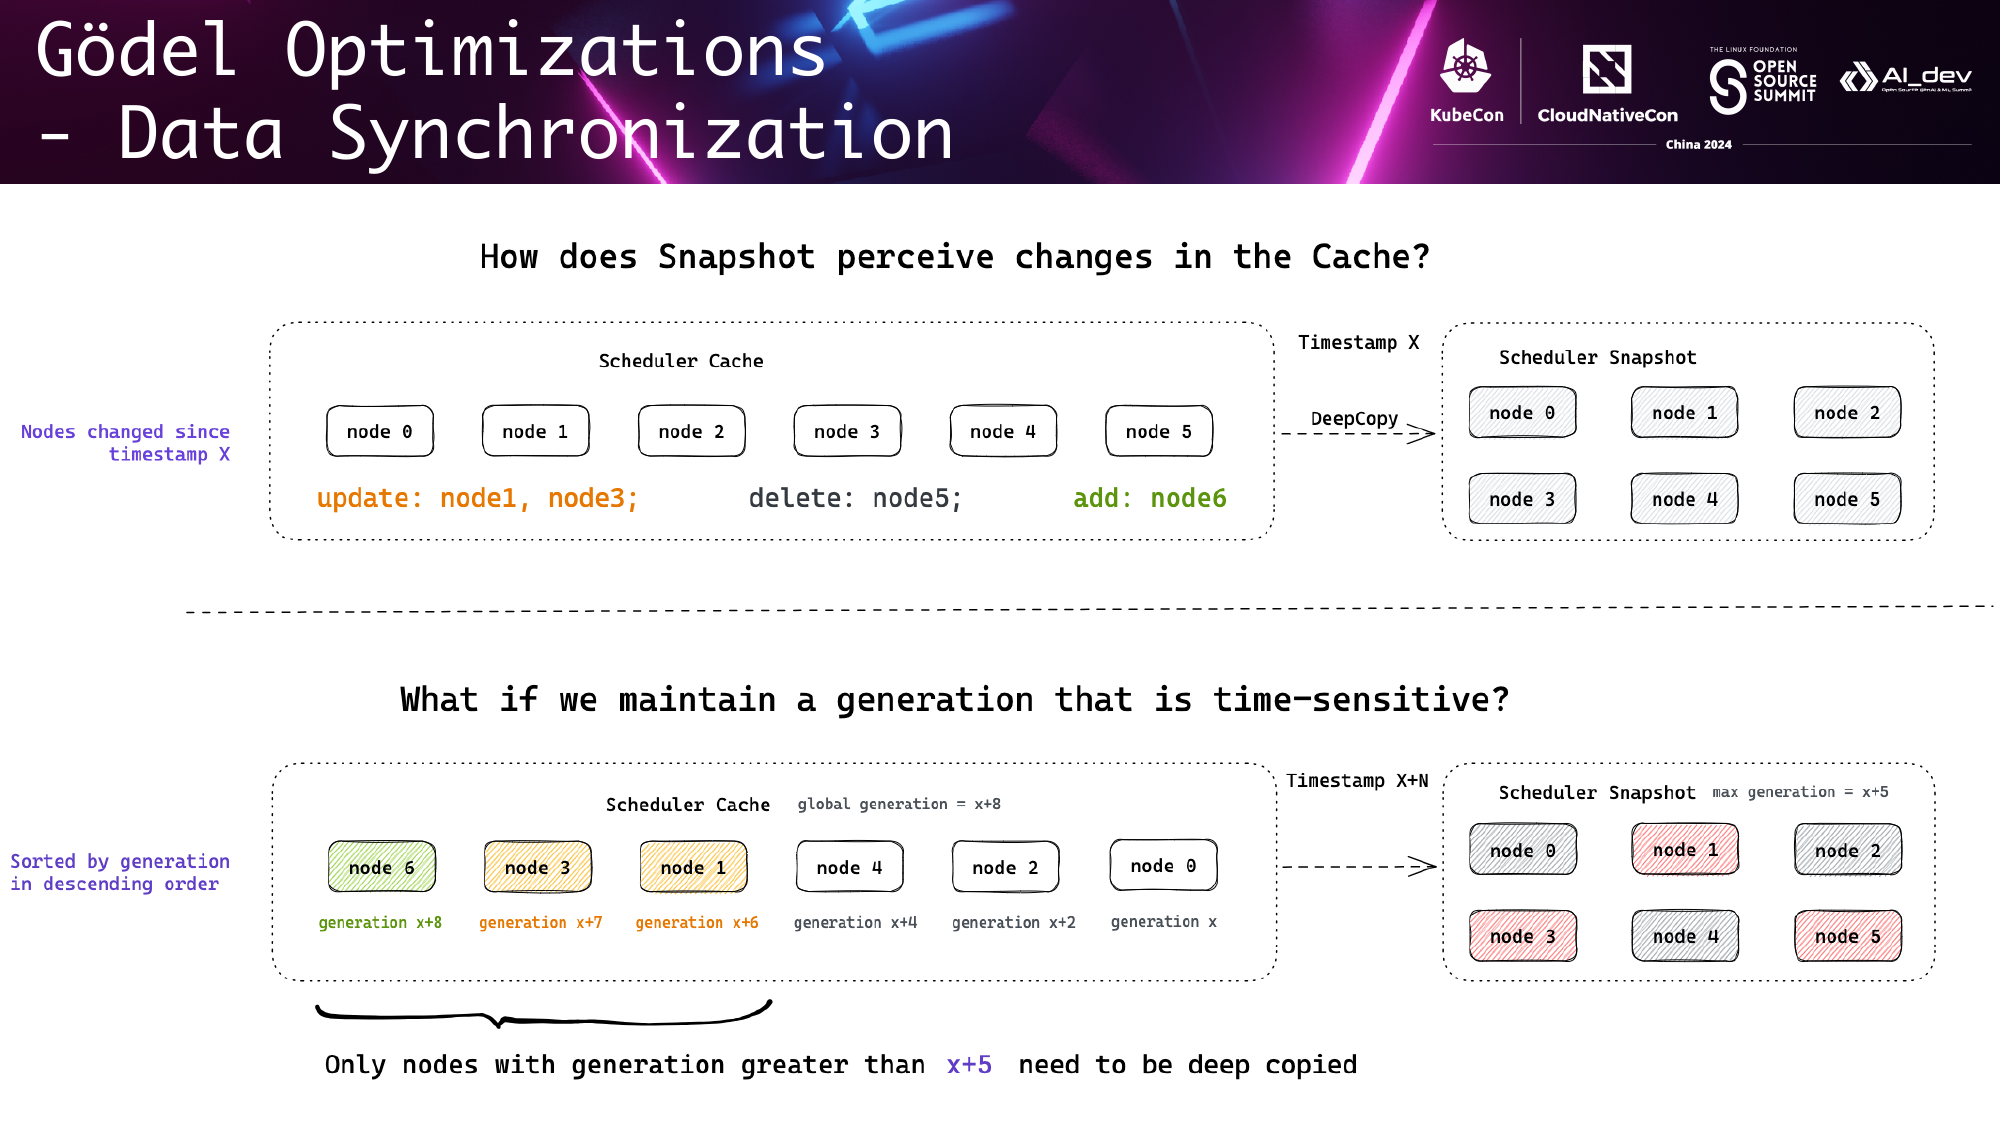 Gödel Optimizations
- Data Synchronization
KubeCon
CloudNativeCon
THE LINUX FOUNDATION
OPEN
SOURCE
SUMMIT
AI_dev
Open Source GenAI & ML Summit
China 2024
How does Snapshot perceive changes in the Cache?
Nodes changed since
timestamp X
Scheduler Cache
node 0
node 1
node 2
node 3
node 4
node 5
update: node1, node3;
delete: node5;
add: node6
Timestamp X
DeepCopy
Scheduler Snapshot
node 0
node 1
node 2
node 3
node 4
node 5
What if we maintain a generation that is time-sensitive?
Sorted by generation
in descending order
Scheduler Cache
global generation = x+8
node 6
node 3
node 1
node 4
node 2
node 0
generation x+8
generation x+7
generation x+6
generation x+4
generation x+2
generation x
Timestamp X+N
Scheduler Snapshot
max generation = x+5
node 0
node 1
node 2
node 3
node 4
node 5
Only nodes with generation greater than x+5 need to be deep copied